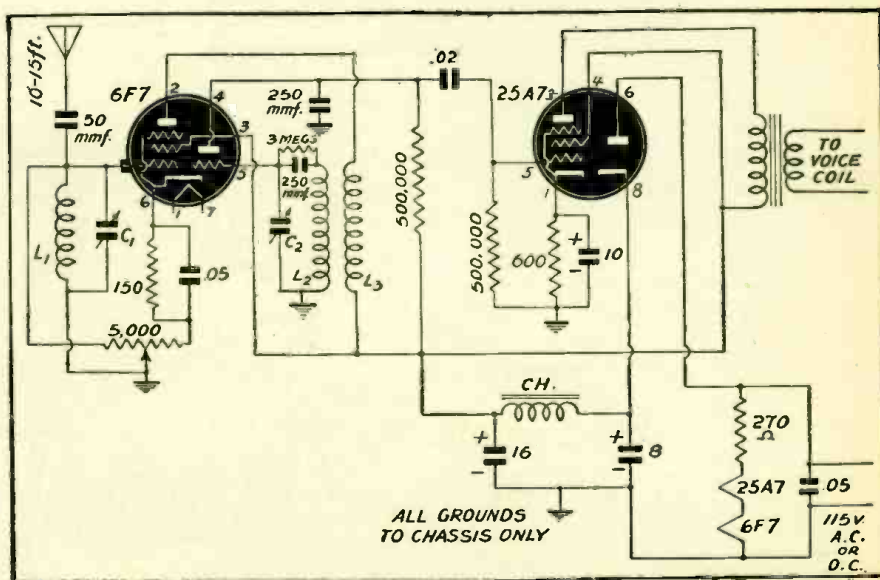 10-15ft.
50
mmf.
L1
C1
6F7
2
4
3
5
6
1
7
150
.05
5,000
250
mmf.
3 MEGS
250
mmf.
C2
L2
L3
500,000
.02
25A7
3
4
6
5
1
8
500,000
600
+
-
10
TO
VOICE
COIL
CH.
+
-
16
+
-
8
270
Ω
25A7
6F7
.05
115v.
A.C.
OR
D.C.
ALL GROUNDS
TO CHASSIS ONLY